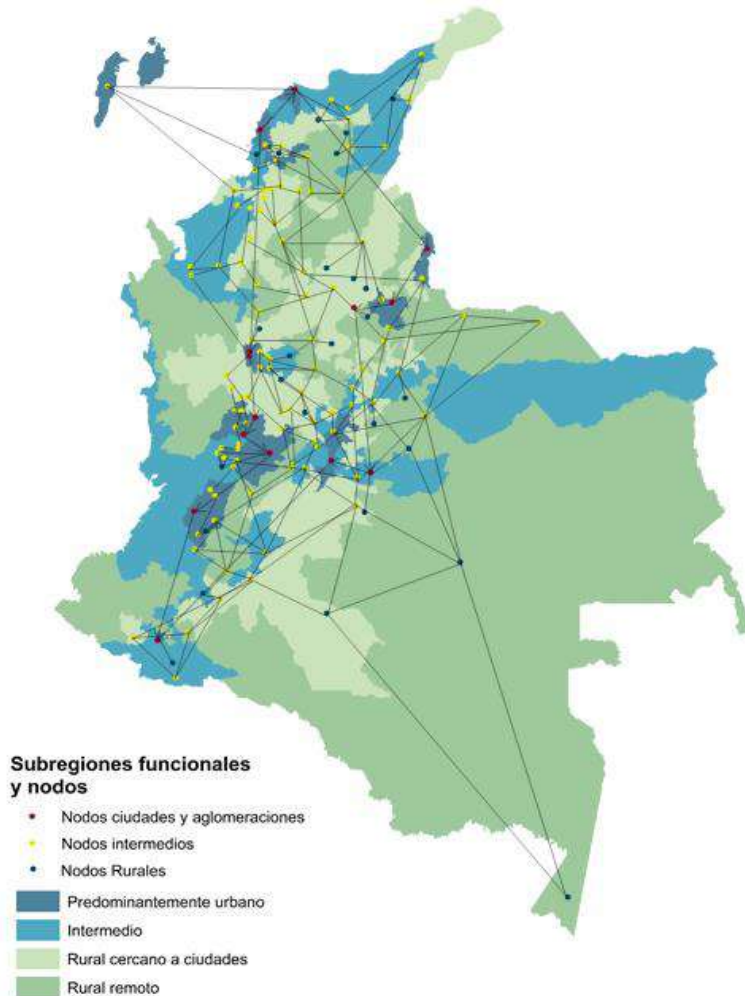 Subregiones funcionales
y nodos
Nodos ciudades y aglomeraciones
Nodos intermedios
Nodos Rurales
Predominantemente urbano
Intermedio
Rural cercano a ciudades
Rural remoto